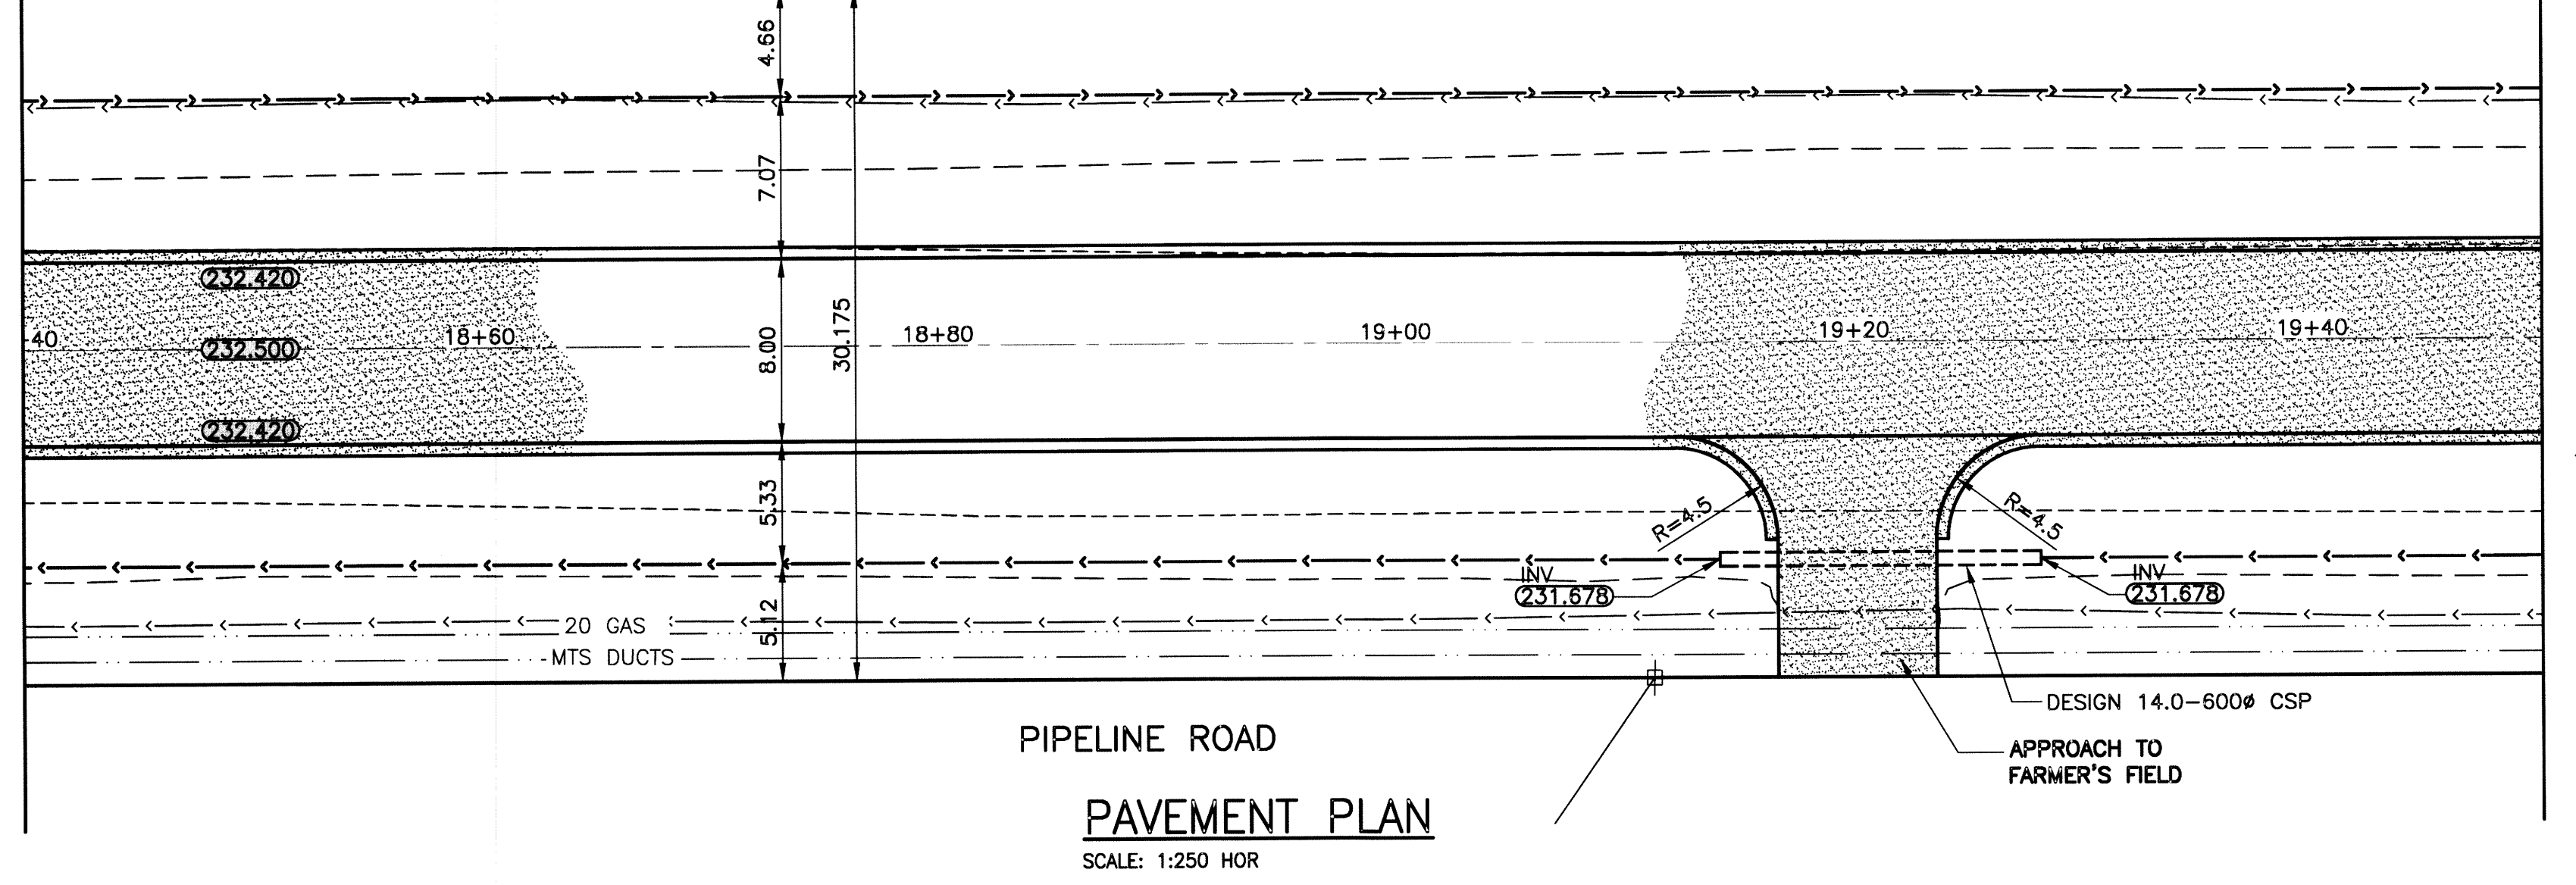 4.66
7.07
232.420
40
232.500
18+60
8.00
30.175
18+80
19+00
19+20
19+40
232.420
5.33
R=4.5
R=4.5
INV
231.678
INV
231.678
20 GAS
5.12
MTS DUCTS
DESIGN 14.0-600ø CSP
PIPELINE ROAD
APPROACH TO
FARMER'S FIELD
PAVEMENT PLAN
SCALE: 1:250 HOR